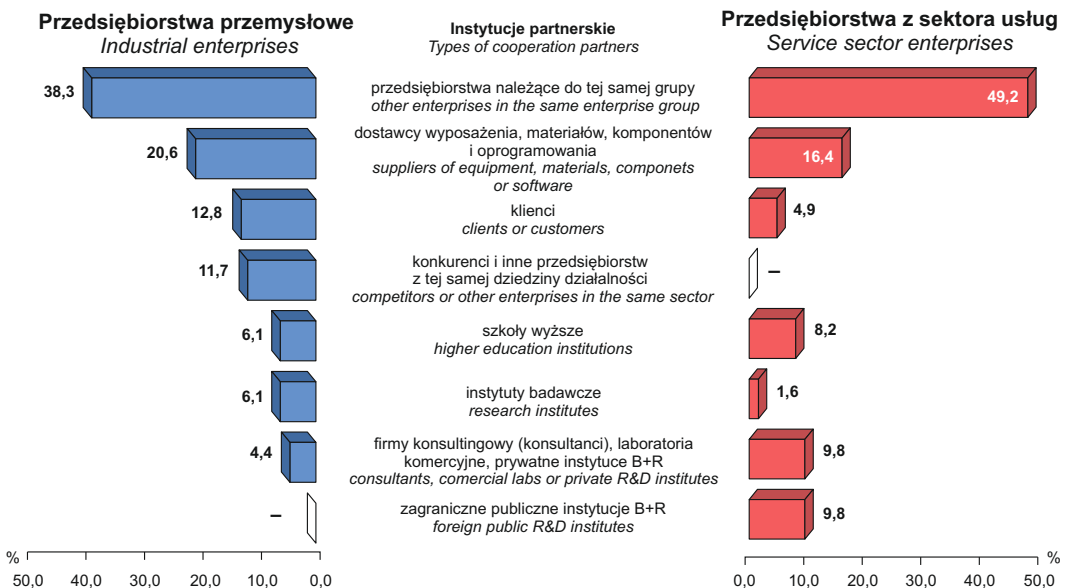 Przedsiębiorstwa przemysłowe
Industrial enterprises
Instytucje partnerskie
Types of cooperation partners
Przedsiębiorstwa z sektora usług
Service sector enterprises
38,3
przedsiębiorstwa należące do tej samej grupy
other enterprises in the same enterprise group
49,2
20,6
dostawcy wyposażenia, materiałów, komponentów
i oprogramowania
suppliers of equipment, materials, componets
or software
16,4
12,8
klienci
clients or customers
4,9
11,7
konkurenci i inne przedsiębiorstw
z tej samej dziedziny działalności
competitors or other enterprises in the same sector
–
6,1
szkoły wyższe
higher education institutions
8,2
6,1
instytuty badawcze
research institutes
1,6
4,4
firmy konsultingowy (konsultanci), laboratoria
komercyjne, prywatne instytuce B+R
consultants, comercial labs or private R&D institutes
9,8
–
zagraniczne publiczne instytucje B+R
foreign public R&D institutes
9,8
%
50,0 40,0 30,0 20,0 10,0 0,0
0,0 10,0 20,0 30,0 40,0 50,0
%